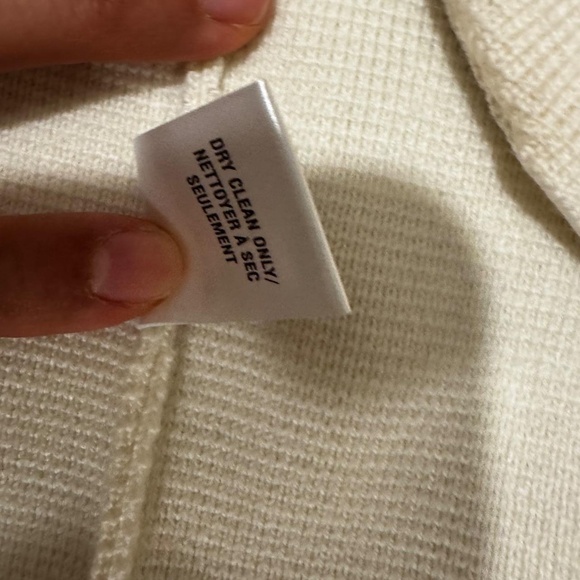 DRY CLEAN ONLY/
NETTOYER À SEC
SEULEMENT